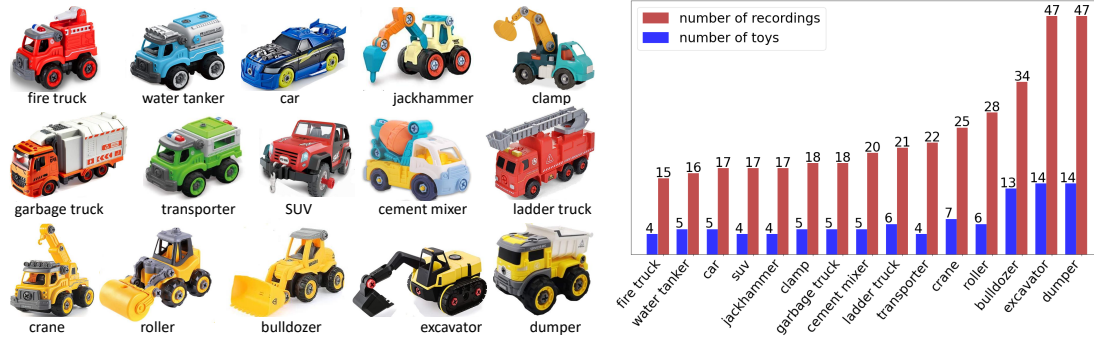 fire truck
water tanker
car
jackhammer
clamp
garbage truck
transporter
SUV
cement mixer
ladder truck
crane
roller
bulldozer
excavator
dumper
number of recordings
number of toys
4 15
5 16
5 17
4 17
4 17
5 18
5 18
5 20
6 21
4 22
7 25
6 28
13 34
14 47
14 47
fire truck
water tanker
car
suv
jackhammer
clamp
garbage truck
cement mixer
ladder truck
transporter
crane
roller
bulldozer
excavator
dumper